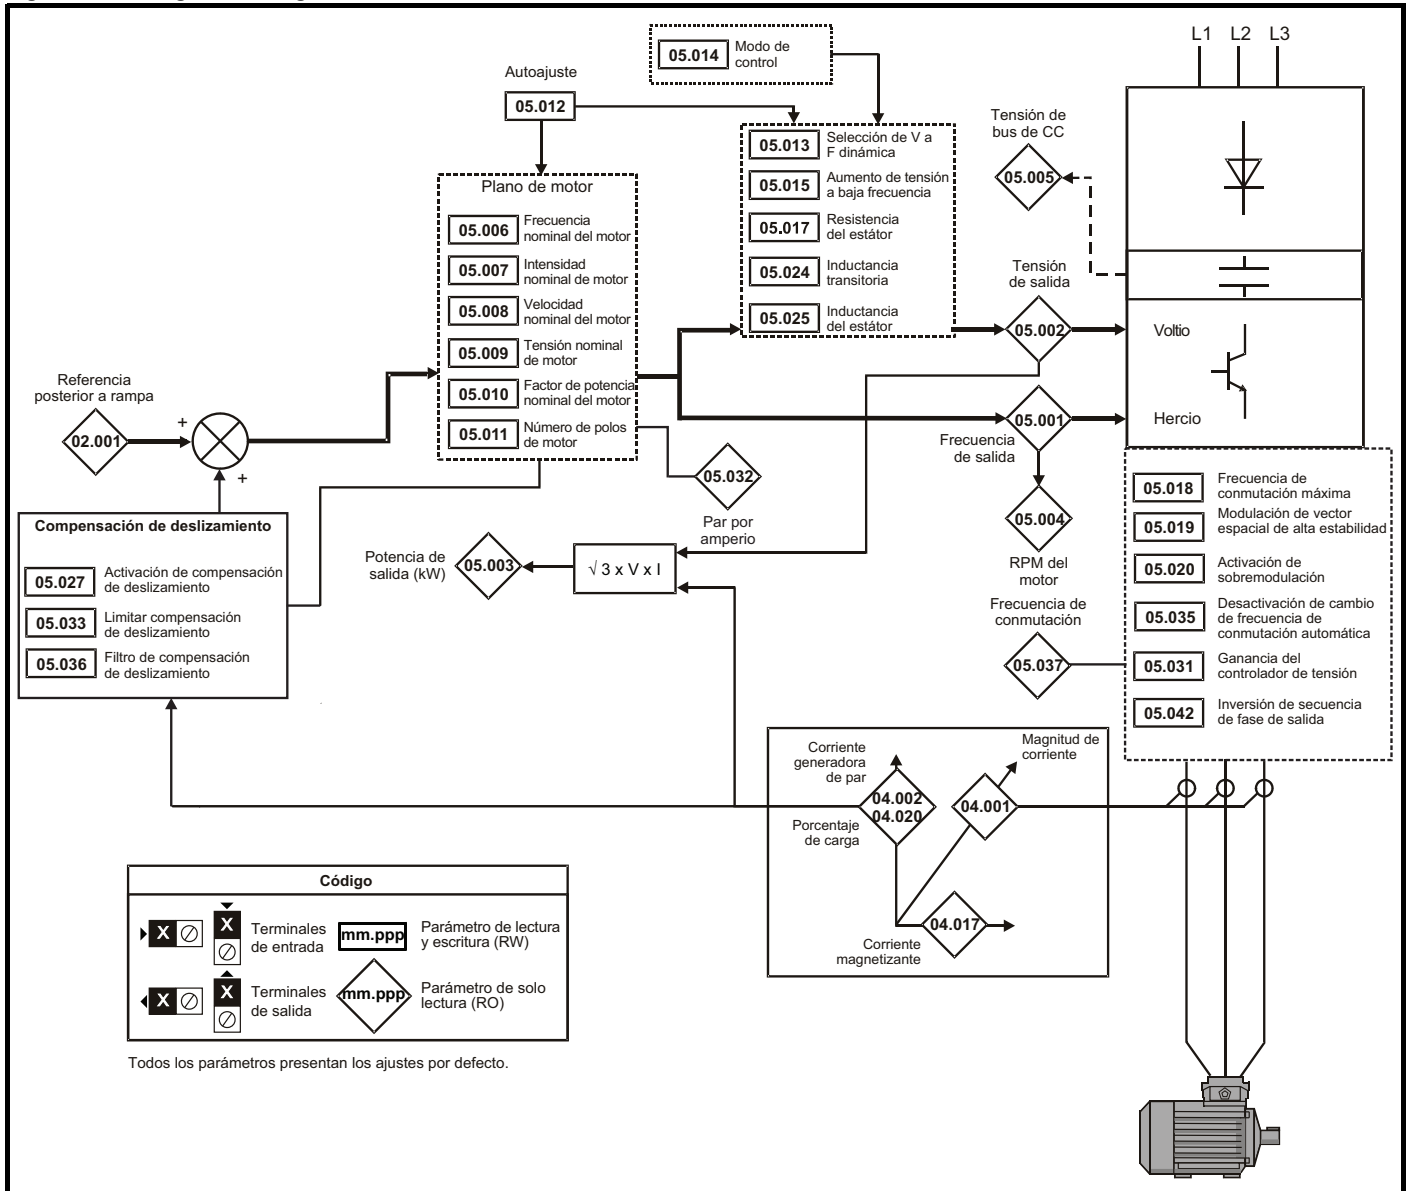 05.014
Modo de
control
L1 L2 L3
Autoajuste
05.012
Tensión de
bus de CC
05.005
05.013
Selección de V a
F dinámica
05.015
Aumento de tensión
a baja frecuencia
05.017
Resistencia
del estátor
05.024
Inductancia
transitoria
05.025
Inductancia
del estátor
Plano de motor
05.006
Frecuencia
nominal del motor
05.007
Intensidad
nominal de motor
05.008
Velocidad
nominal del motor
05.009
Tensión nominal
de motor
05.010
Factor de potencia
nominal del motor
05.011
Número de polos
de motor
Tensión
de salida
05.002
Voltio
05.001
Hercio
Frecuencia
de salida
05.004
RPM del
motor
Referencia
posterior a rampa
02.001
+
+
05.032
Par por
amperio
Compensación de deslizamiento
05.027
Activación de compensación
de deslizamiento
05.033
Limitar compensación
de deslizamiento
05.036
Filtro de compensación
de deslizamiento
Potencia de
salida (kW)
05.003
√ 3 x V x I
Frecuencia de
conmutación
05.037
05.018
Frecuencia de
conmutación máxima
05.019
Modulación de vector
espacial de alta estabilidad
05.020
Activación de
sobremodulación
05.035
Desactivación de cambio
de frecuencia de
conmutación automática
05.031
Ganancia del
controlador de tensión
05.042
Inversión de secuencia
de fase de salida
Corriente
generadora
de par
Magnitud de
corriente
04.002
04.020
04.001
Porcentaje
de carga
04.017
Corriente
magnetizante
Código
X
X
Terminales
de entrada
mm.ppp
Parámetro de lectura
y escritura (RW)
X
X
Terminales
de salida
mm.ppp
Parámetro de solo
lectura (RO)
Todos los parámetros presentan los ajustes por defecto.